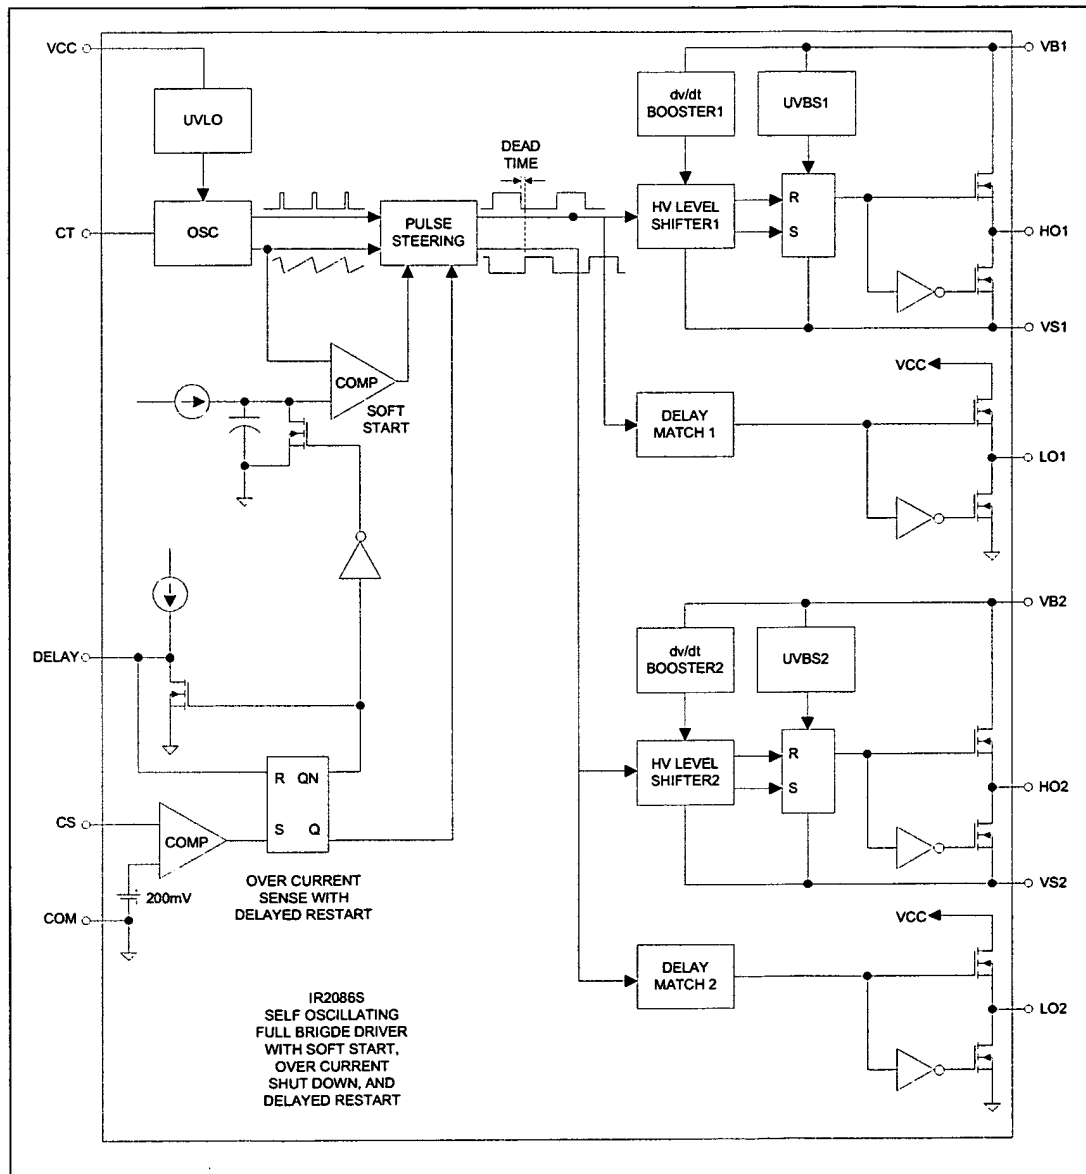 VCC
UVLO
CT
OSC
PULSE
STEERING
DEAD
TIME
COMP
SOFT
START
DELAY
R QN
S Q
CS
COMP
200mV
COM
OVER CURRENT
SENSE WITH
DELAYED RESTART
IR2086S
SELF OSCILLATING
FULL BRIGDE DRIVER
WITH SOFT START,
OVER CURRENT
SHUT DOWN, AND
DELAYED RESTART
VB1
dv/dt
BOOSTER1
UVBS1
HV LEVEL
SHIFTER1
R
S
HO1
VS1
VCC
DELAY
MATCH 1
LO1
VB2
dv/dt
BOOSTER2
UVBS2
HV LEVEL
SHIFTER2
R
S
HO2
VS2
VCC
DELAY
MATCH 2
LO2